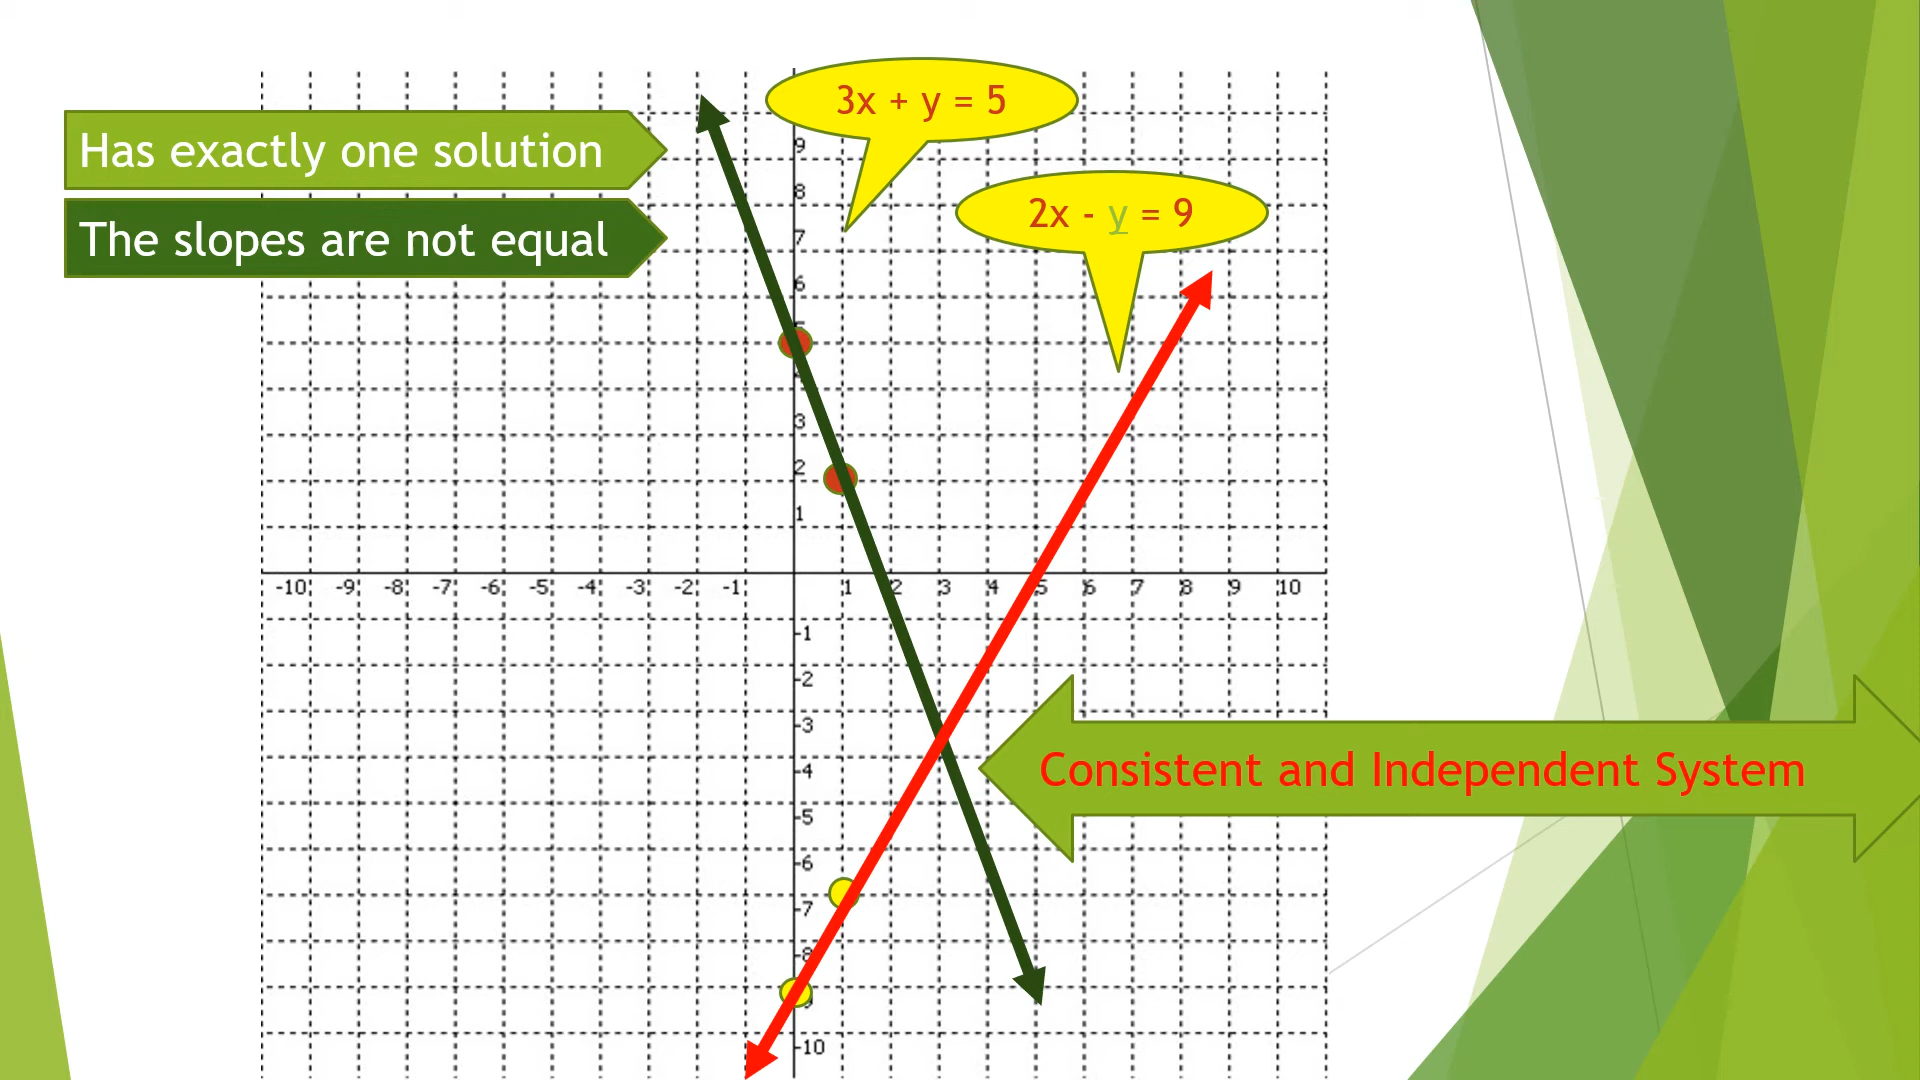 3x + y = 5
Has exactly one solution
2x - y = 9
The slopes are not equal
9
8
7
6
5
3
2
1
-10 -9 -8 -7 -6 -5 -4 -3 -2 -1 1 2 3 4 5 6 7 8 9 10
-1
-2
-3
-4
Consistent and Independent System
-5
-6
-7
-8
-10